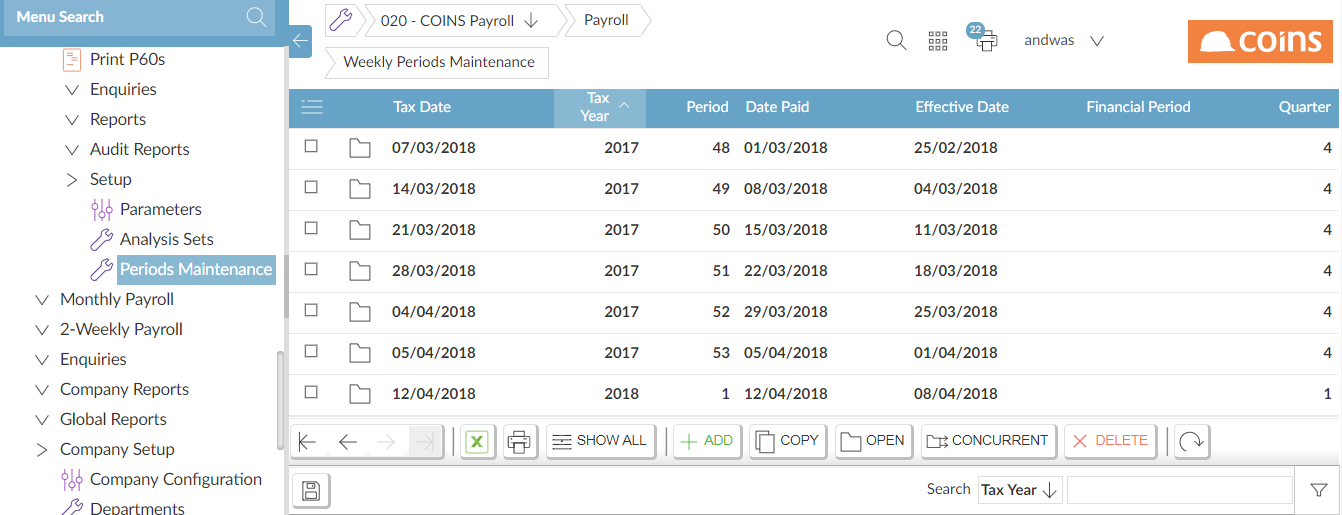 Menu Search
Print P60s
Enquiries
Reports
Audit Reports
Setup
Parameters
Analysis Sets
Periods Maintenance
Monthly Payroll
2-Weekly Payroll
Enquiries
Company Reports
Global Reports
Company Setup
Company Configuration
Departments
020 - COINS Payroll
Payroll
Weekly Periods Maintenance
22
andwas
coins
Tax Date Tax Year Period Date Paid Effective Date Financial Period Quarter
07/03/2018 2017 48 01/03/2018 25/02/2018 4
14/03/2018 2017 49 08/03/2018 04/03/2018 4
21/03/2018 2017 50 15/03/2018 11/03/2018 4
28/03/2018 2017 51 22/03/2018 18/03/2018 4
04/04/2018 2017 52 29/03/2018 25/03/2018 4
05/04/2018 2017 53 05/04/2018 01/04/2018 4
12/04/2018 2018 1 12/04/2018 08/04/2018 1
X SHOW ALL ADD COPY OPEN CONCURRENT DELETE
Search Tax Year